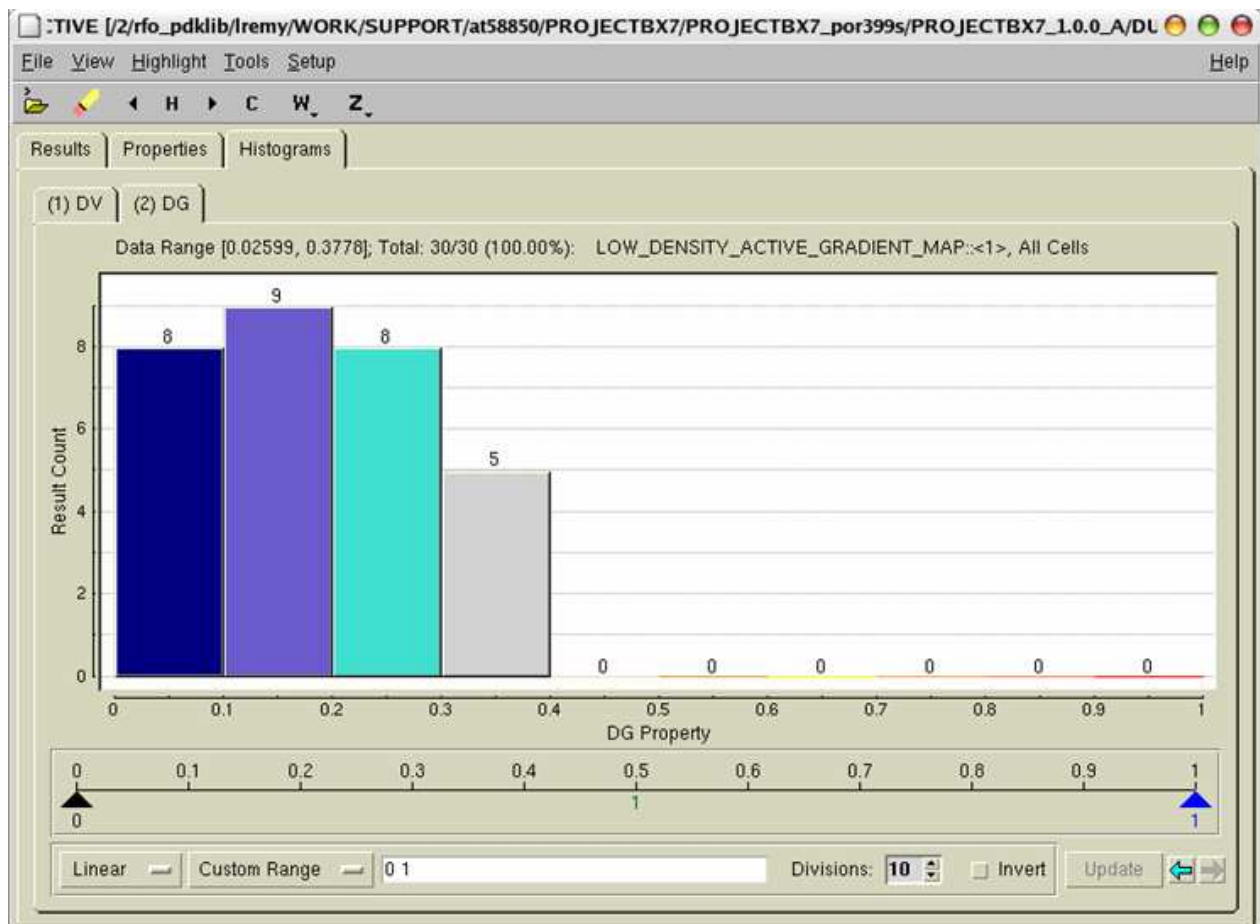 :TIVE [/2/rfo_pdklib/lremy/WORK/SUPPORT/at58850/PROJECTBX7/PROJECTBX7_por399s/PROJECTBX7_1.0.0_A/DU
File View Highlight Tools Setup Help
H C W Z
Results Properties Histograms
(1) DV (2) DG
Data Range [0.02599, 0.3778]; Total: 30/30 (100.00%): LOW_DENSITY_ACTIVE_GRADIENT_MAP::<1>, All Cells
9
8 8
8
6
5
4
2
0 0 0 0 0 0
0
Result Count
0 0.1 0.2 0.3 0.4 0.5 0.6 0.7 0.8 0.9 1
DG Property
0 0.1 0.2 0.3 0.4 0.5 0.6 0.7 0.8 0.9 1
1
0 1
Linear Custom Range 0 1 Divisions: 10 Invert Update